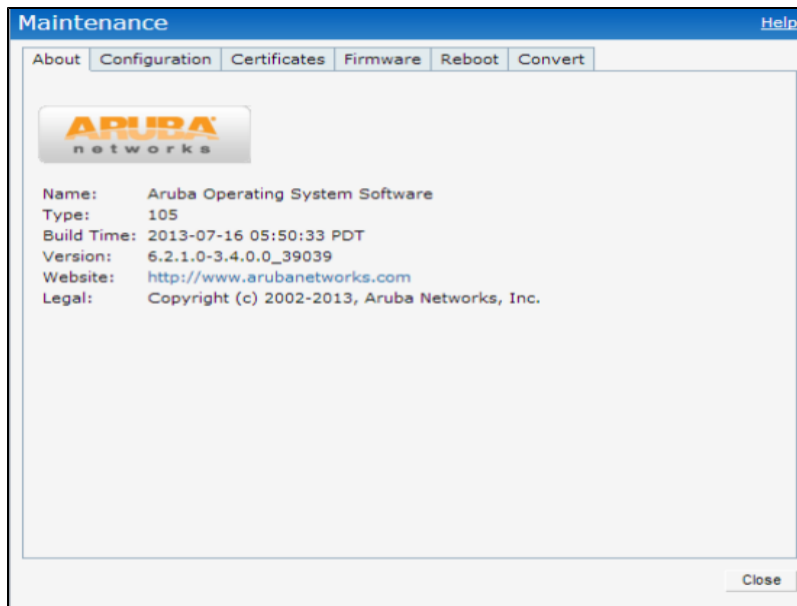 Maintenance
Help
About Configuration Certificates Firmware Reboot Convert
ARUBA
networks
Name: Aruba Operating System Software
Type: 105
Build Time: 2013-07-16 05:50:33 PDT
Version: 6.2.1.0-3.4.0.0_39039
Website: http://www.arubanetworks.com
Legal: Copyright (c) 2002-2013, Aruba Networks, Inc.
Close